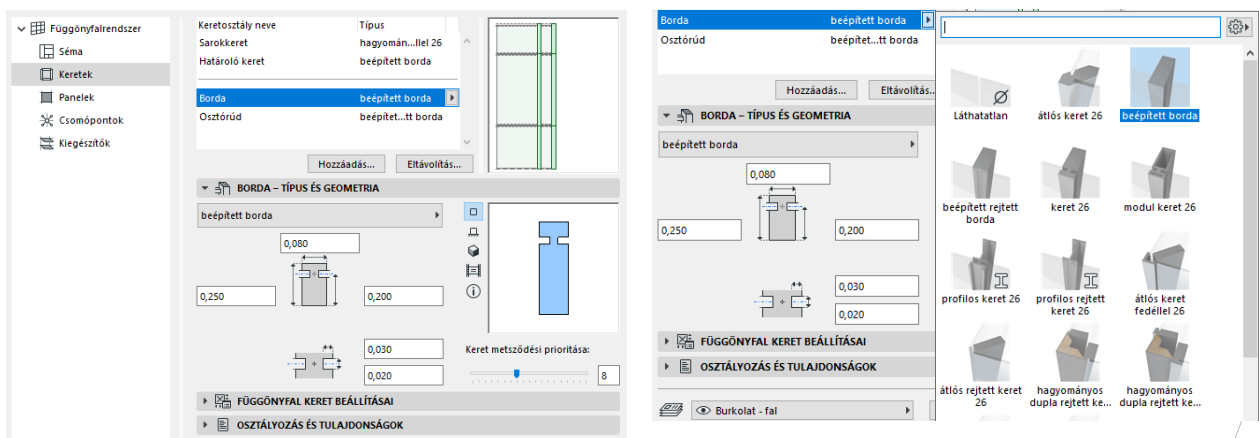 Függönyfalrendszer
Séma
Keretek
Panelek
Csomópontok
Kiegészítők
Keretosztály neve Típus
Sarokkeret hagyomán...llel 26
Határoló keret beépített borda
Borda beépített borda
Osztórúd beépítet...tt borda
Hozzáadás... Eltávolítás...
BORDA – TÍPUS ÉS GEOMETRIA
beépített borda
0,080
0,250 0,200
0,030
0,020
Keret metsződési prioritása:
8
FÜGGÖNYFAL KERET BEÁLLÍTÁSAI
OSZTÁLYOZÁS ÉS TULAJDONSÁGOK
Borda beépített borda
Osztórúd beépítet...tt borda
Hozzáadás... Eltávolítás..
BORDA – TÍPUS ÉS GEOMETRIA
beépített borda
0,080
0,250 0,200
0,030
0,020
FÜGGÖNYFAL KERET BEÁLLÍTÁSAI
OSZTÁLYOZÁS ÉS TULAJDONSÁGOK
Burkolat - fal
Láthatatlan átlós keret 26 beépített borda
beépített rejtett keret 26 modul keret 26
borda
profilos keret 26 profilos rejtett átlós keret
keret 26 fedéllel 26
átlós rejtett keret hagyományos hagyományos
26 dupla rejtett ke... dupla rejtett ke...